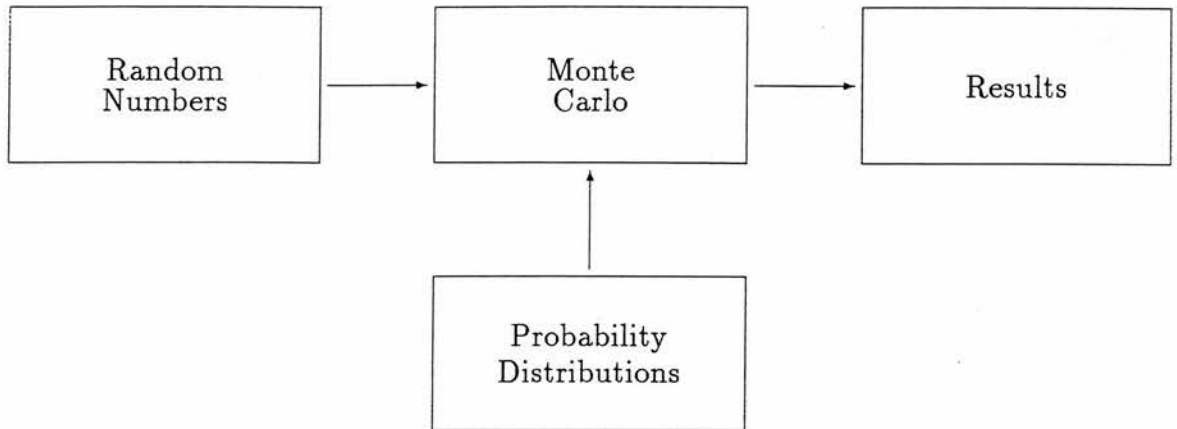 Random
Numbers
Monte
Carlo
Results
Probability
Distributions